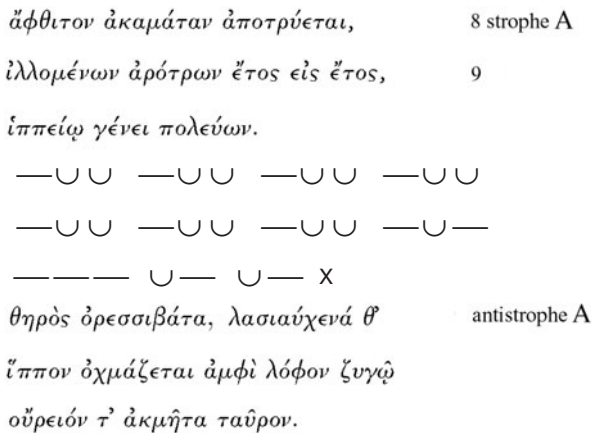 ἄφθιτον ἀκαμάταν ἀποτρύεται, 8 strophe A
ἰλλομένων ἀρότρων ἔτος εἰς ἔτος, 9
ἱππείῳ γένει πολεύων.
—∪∪ —∪∪ —∪∪ —∪∪
—∪∪ —∪∪ —∪∪ —∪—
——— ∪— ∪— x
θηρὸς ὀρεσσιβάτα, λασιαύχενά θ’ antistrophe A
ἵππον ὀχμάζεται ἀμφὶ λόφον ζυγῷ
οὔρειόν τ’ ἀκμῆτα ταῦρον.